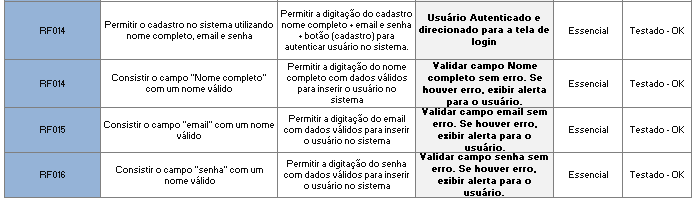 RF014
Permitir o cadastro no sistema utilizando
nome completo, email e senha
Permitir a digitação do cadastro
nome completo + email e senha
+ botão (cadastro) para
autenticar usuário no sistema.
Usuário Autenticado e
direcionado para a tela de
login
Essencial
Testado - OK
RF014
Consistir o campo "Nome completo"
com um nome válido
Permitir a digitação do nome
completo com dados válidos
para inserir o usuário no
sistema
Validar campo Nome
completo sem erro. Se
houver erro, exibir alerta
para o usuário.
Essencial
Testado - OK
RF015
Consistir o campo "email" com um nome
válido
Permitir a digitação do email
com dados válidos para inserir
o usuário no sistema
Validar campo email sem
erro. Se houver erro,
exibir alerta para o
usuário.
Essencial
Testado - OK
RF016
Consistir o campo "senha" com um
nome válido
Permitir a digitação do senha
com dados válidos para inserir
o usuário no sistema
Validar campo senha sem
erro. Se houver erro,
exibir alerta para o
usuário.
Essencial
Testado - OK